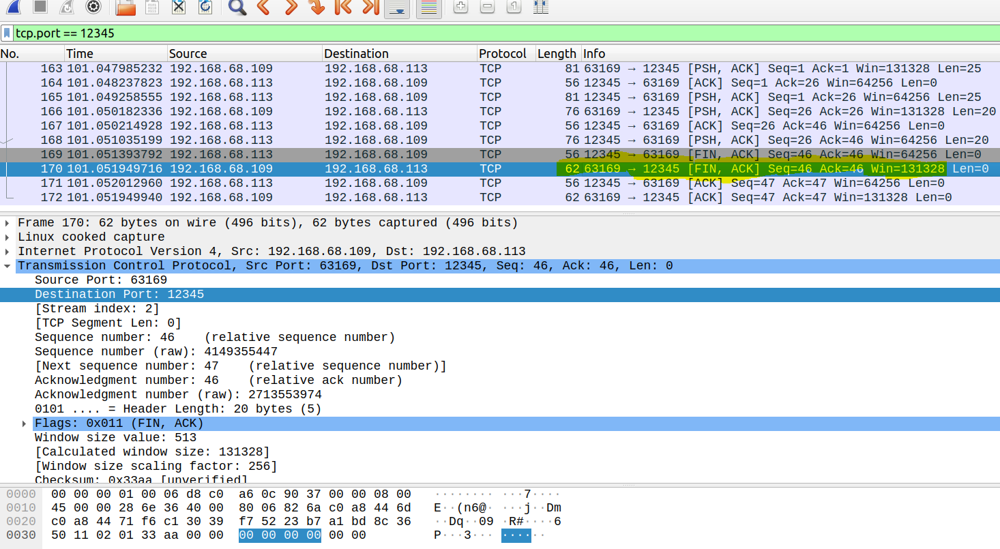 tcp.port == 12345
No. Time Source Destination Protocol Length Info
163 101.047985232 192.168.68.109 192.168.68.113 TCP 81 63169 → 12345 [PSH, ACK] Seq=1 Ack=1 Win=131328 Len=25
164 101.048237823 192.168.68.113 192.168.68.109 TCP 56 12345 → 63169 [ACK] Seq=1 Ack=26 Win=64256 Len=0
165 101.049258555 192.168.68.113 192.168.68.109 TCP 81 12345 → 63169 [PSH, ACK] Seq=1 Ack=26 Win=64256 Len=25
166 101.050182336 192.168.68.109 192.168.68.113 TCP 76 63169 → 12345 [PSH, ACK] Seq=26 Ack=26 Win=131328 Len=20
167 101.050214928 192.168.68.113 192.168.68.109 TCP 56 12345 → 63169 [ACK] Seq=26 Ack=46 Win=64256 Len=0
168 101.051035199 192.168.68.113 192.168.68.109 TCP 76 12345 → 63169 [PSH, ACK] Seq=26 Ack=46 Win=64256 Len=20
169 101.051393792 192.168.68.113 192.168.68.109 TCP 56 12345 → 63169 [FIN, ACK] Seq=46 Ack=46 Win=64256 Len=0
170 101.051949716 192.168.68.109 192.168.68.113 TCP 62 63169 → 12345 [FIN, ACK] Seq=46 Ack=46 Win=131328 Len=0
171 101.052012960 192.168.68.113 192.168.68.109 TCP 56 12345 → 63169 [ACK] Seq=47 Ack=47 Win=64256 Len=0
172 101.051949940 192.168.68.109 192.168.68.113 TCP 62 63169 → 12345 [ACK] Seq=47 Ack=47 Win=131328 Len=0
Frame 170: 62 bytes on wire (496 bits), 62 bytes captured (496 bits)
Linux cooked capture
Internet Protocol Version 4, Src: 192.168.68.109, Dst: 192.168.68.113
Transmission Control Protocol, Src Port: 63169, Dst Port: 12345, Seq: 46, Ack: 46, Len: 0
Source Port: 63169
Destination Port: 12345
[Stream index: 2]
[TCP Segment Len: 0]
Sequence number: 46 (relative sequence number)
Sequence number (raw): 4149355447
[Next sequence number: 47 (relative sequence number)]
Acknowledgment number: 46 (relative ack number)
Acknowledgment number (raw): 2713553974
0101 .... = Header Length: 20 bytes (5)
Flags: 0x011 (FIN, ACK)
Window size value: 513
[Calculated window size: 131328]
[Window size scaling factor: 256]
Checksum: 0x33aa [unverified]
0000 00 00 00 01 00 06 d8 c0 a6 0c 90 37 00 00 08 00 ········ ···7····
0010 45 00 00 28 6e 36 40 00 80 06 82 6a c0 a8 44 6d E··(n6@· ···j··Dm
0020 c0 a8 44 71 f6 c1 30 39 f7 52 23 b7 a1 bd 8c 36 ··Dq··09 ·R#····6
0030 50 11 02 01 33 aa 00 00 00 00 00 00 00 00 P···3··· ······